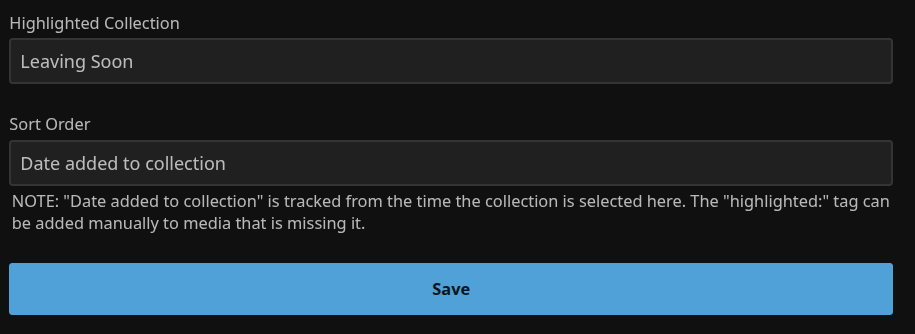 Highlighted Collection
Leaving Soon
Sort Order
Date added to collection
NOTE: "Date added to collection" is tracked from the time the collection is selected here. The "highlighted:" tag can
be added manually to media that is missing it.
Save